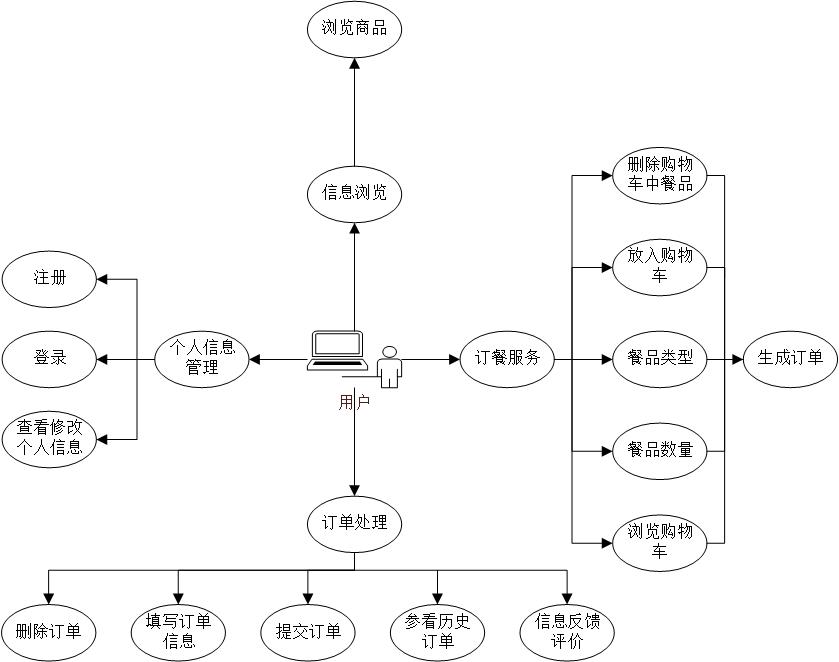 浏览商品
信息浏览
删除购物
车中餐品
放入购物
车
注册
登录
查看修改
个人信息
个人信息
管理
用户
订餐服务
餐品类型
生成订单
餐品数量
浏览购物
车
订单处理
删除订单
填写订单
信息
提交订单
参看历史
订单
信息反馈
评价